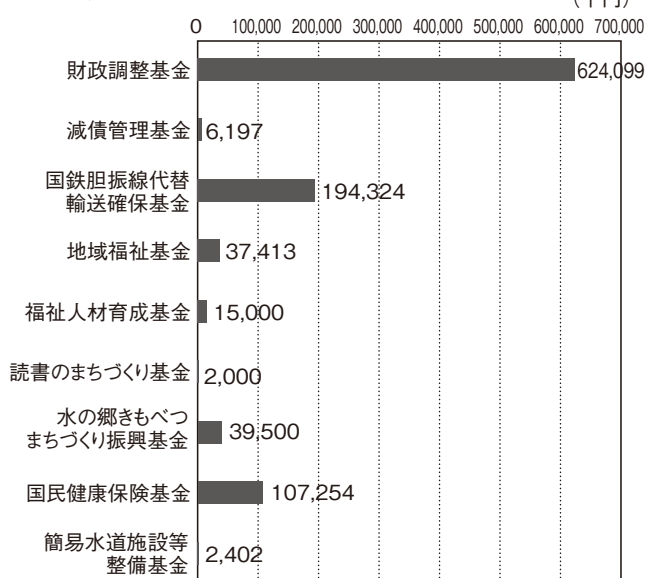 0 100,000 200,000 300,000 400,000 500,000 600,000 700,000
財政調整基金 624,099
減債管理基金 6,197
国鉄胆振線代替
輸送確保基金 194,324
地域福祉基金 37,413
福祉人材育成基金 15,000
読書のまちづくり基金 2,000
水の郷きもべつ
まちづくり振興基金 39,500
国民健康保険基金 107,254
簡易水道施設等
整備基金 2,402